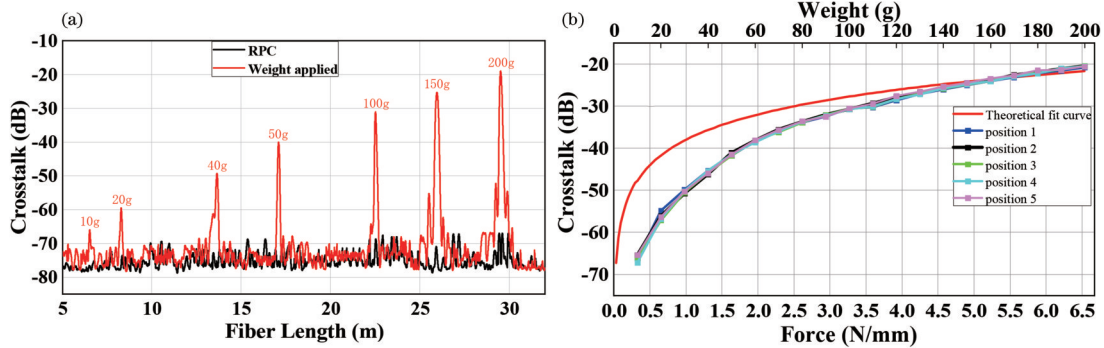 (a)
-10
-20
-30
-40
-50
-60
-70
-80
Crosstalk (dB)
RPC
Weight applied
10g
20g
40g
50g
100g
150g
200g
5
10
15
20
25
30
Fiber Length (m)
(b)
Weight (g)
0
20
40
60
80
100
120
140
160
180
200
-20
-30
-40
-50
-60
-70
Crosstalk (dB)
Theoretical fit curve
position 1
position 2
position 3
position 4
position 5
0.0
0.5
1.0
1.5
2.0
2.5
3.0
3.5
4.0
4.5
5.0
5.5
6.0
6.5
Force (N/mm)